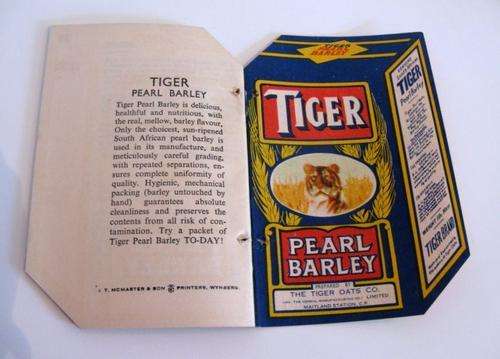 TIGER
PEARL BARLEY
Tiger Pearl Barley is delicious,
healthful and nutritious, with
the real, mellow, barley flavour,
Only the choicest, sun-ripened
South African pearl barley is
used in its manufacture, and
meticulously careful grading,
with repeated separations, en-
sures complete uniformity of
quality. Hygienic, mechanical
packing (barley untouched by
hand) guarantees absolute
cleanliness and preserves the
contents from all risk of con-
tamination. Try a packet of
Tiger Pearl Barley TO-DAY!
T. MCMASTER & SON PRINTERS, WYNBERG.
BARLEY
TIGER
PEARL
BARLEY
PREPARED BY
THE TIGER OATS CO.
LIMITED
MAITLAND STATION, C.P.
TIGER
Pearl Barley
TIGER BRAND